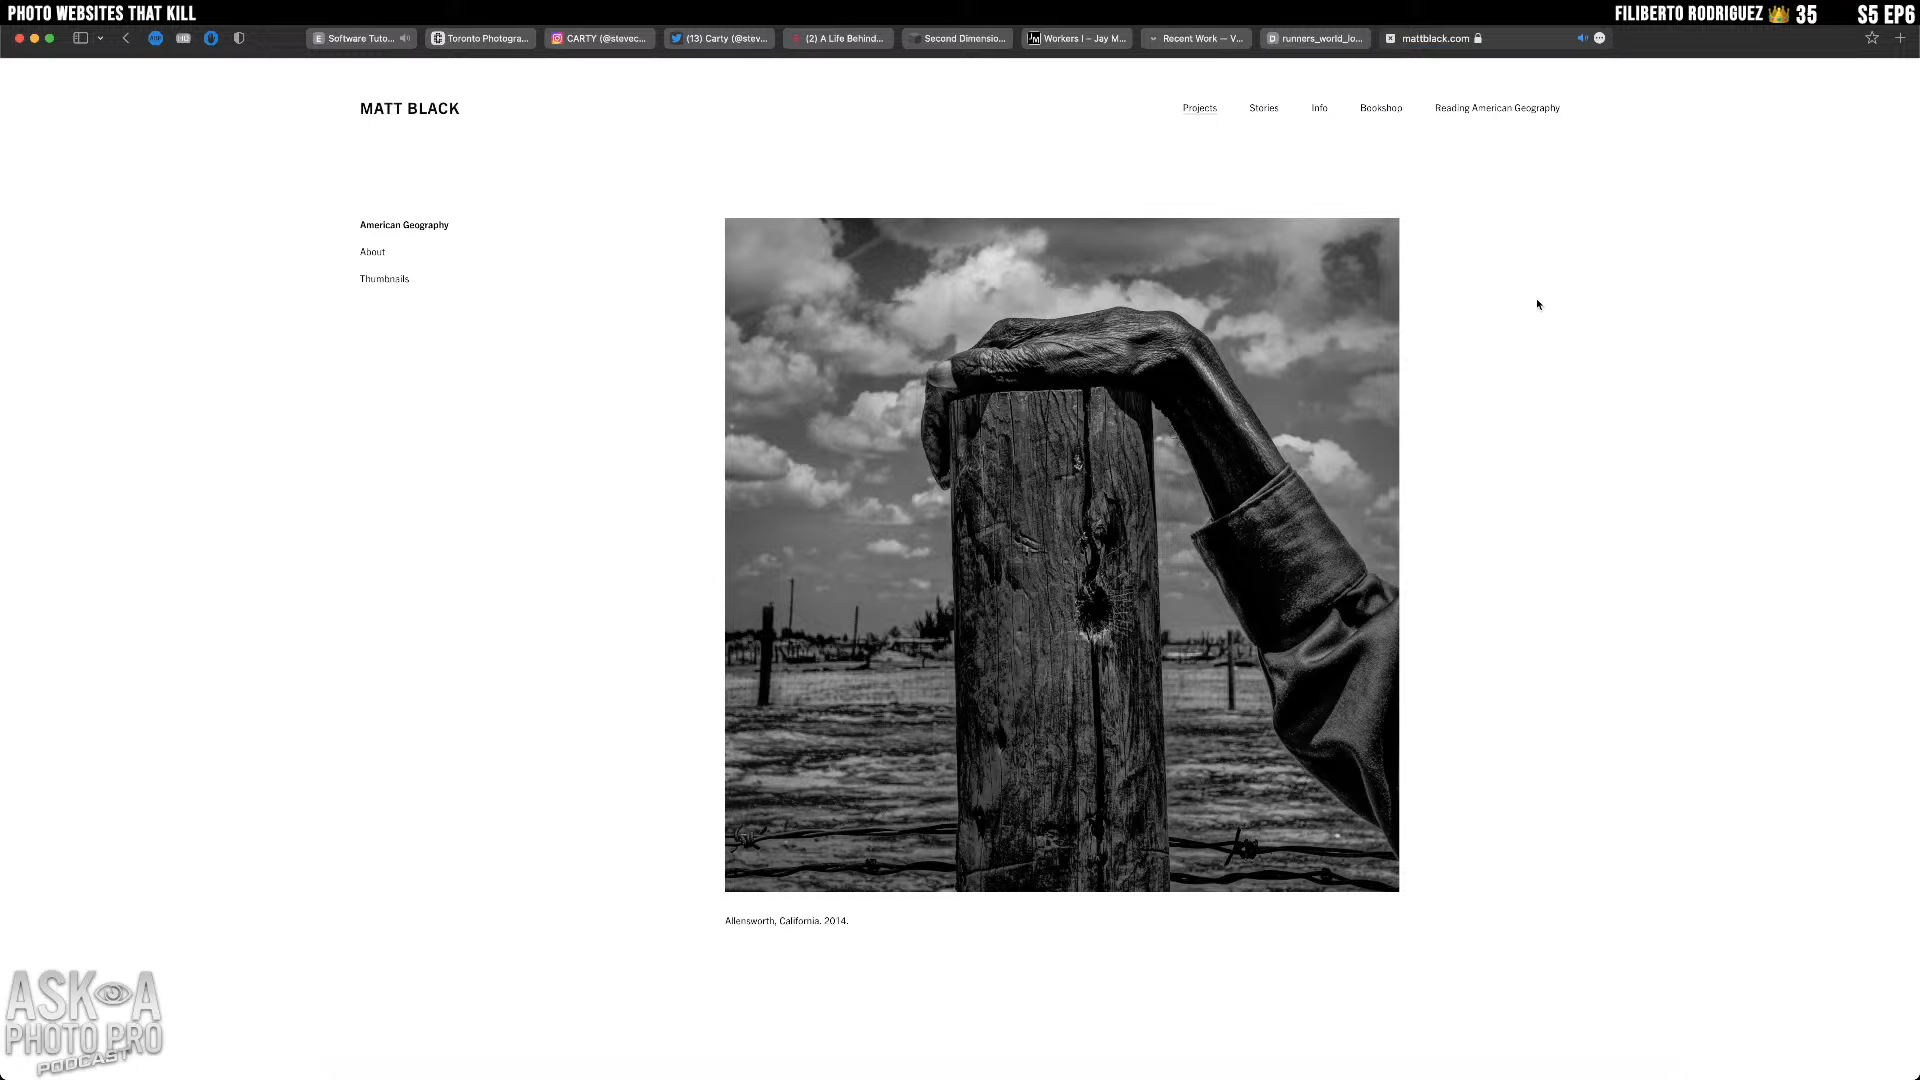 PHOTO WEBSITES THAT KILL
FILIBERTO RODRIGUEZ 👑 35 S5 EP6
Software Tuto...
Toronto Photogra...
CARTY (@stevec...
(13) Carty (@stev...
(2) A Life Behind...
Second Dimensio...
Workers I – Jay M...
Recent Work — V...
runners_world_lo...
mattblack.com
MATT BLACK
Projects
Stories
Info
Bookshop
Reading American Geography
American Geography
About
Thumbnails
Allensworth, California. 2014.
ASK A
PHOTO PRO
PODCAST